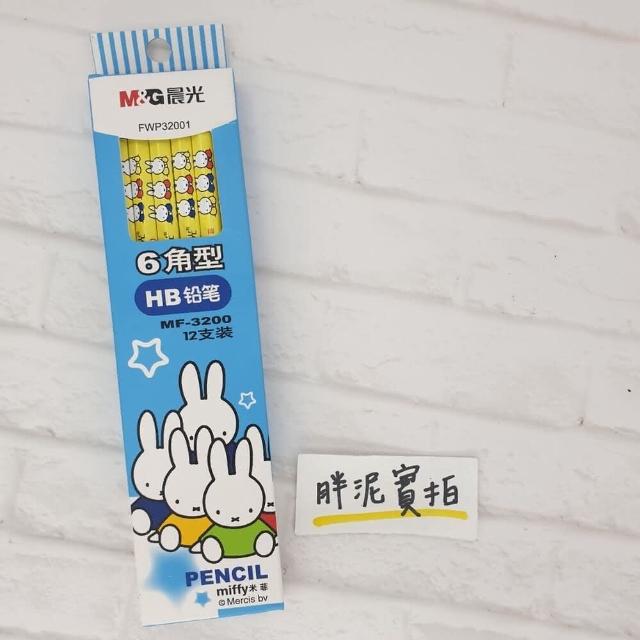 M&G晨光
FWP32001
6角型
HB铅笔
MF-3200
12支装
PENCIL
miffy米菲
© Mercis bv
胖泥實拍